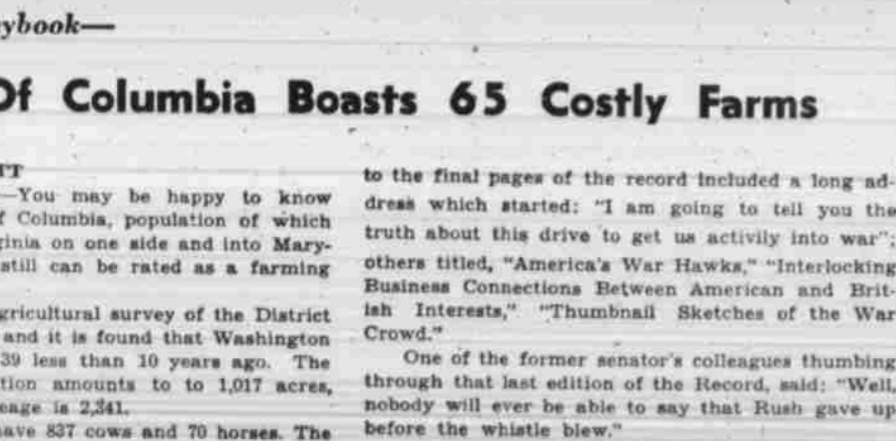 ybook—
Of Columbia Boasts 65 Costly Farms
TT
—You may be happy to know
f Columbia, population of which
ginia on one side and into Mary-
still can be rated as a farming
gricultural survey of the District
and it is found that Washington
39 less than 10 years ago. The
tion amounts to to 1,017 acres,
eage is 2,341.
ave 837 cows and 70 horses. The
to the final pages of the record included a long ad-
dress which started: "I am going to tell you the
truth about this drive to get us activily into war";
others titled, "America's War Hawks," "Interlocking
Business Connections Between American and Brit-
ish Interests," "Thumbnail Sketches of the War
Crowd."
One of the former senator's colleagues thumbing
through that last edition of the Record, said: "Well,
nobody will ever be able to say that Rush gave up
before the whistle blew."